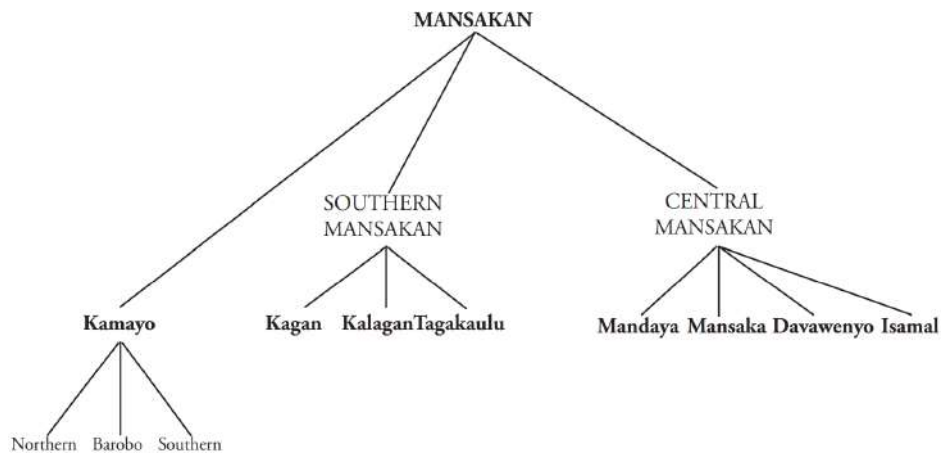 MANSAKAN
SOUTHERN
MANSAKAN
CENTRAL
MANSAKAN
Kamayo
Kagan
Kalagan
Tagakaulu
Mandaya
Mansaka
Davawenyo
Isamal
Northern
Barobo
Southern